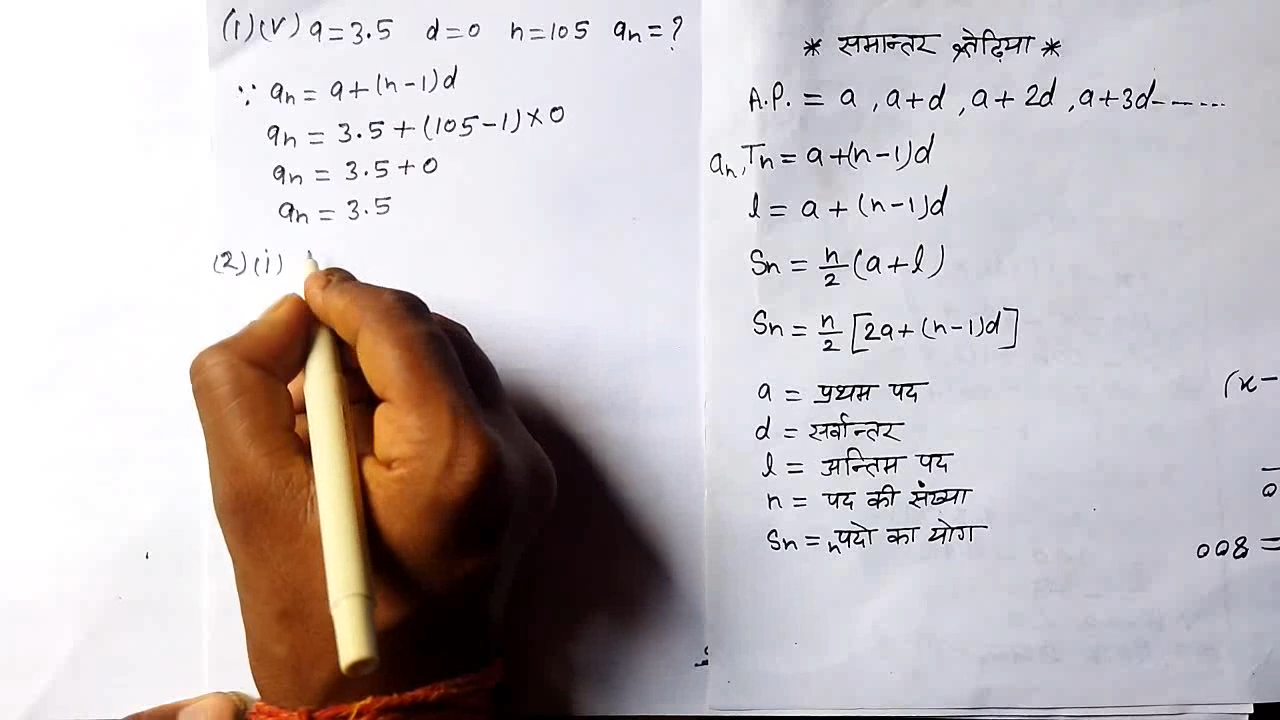 (1)(V) a=3.5 d=0 n=105 an=?
∵ an = a+(n-1)d
an = 3.5+(105-1)×0
an = 3.5+0
an = 3.5
(2)(i)
* समान्तर श्रेढ़िया *
A.P. = a, a+d, a+2d, a+3d-----...
an, Tn = a+(n-1)d
l = a+(n-1)d
Sn = n/2 (a+l)
Sn = n/2 [2a+(n-1)d]
a = प्रथम पद
d = सर्वान्तर
l = अन्तिम पद
n = पद की संख्या
Sn = n पदो का योग
(x-
008 =